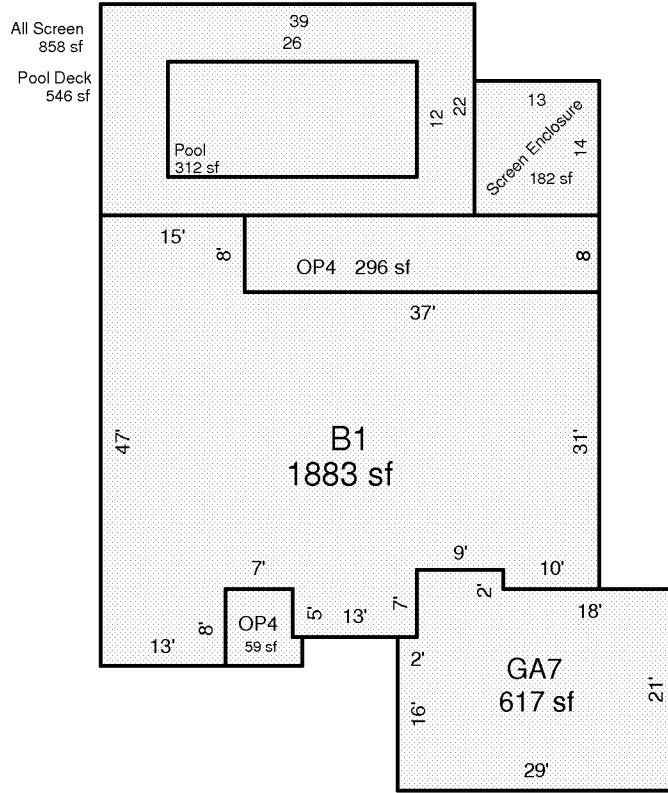 39
26
All Screen
858 sf
Pool Deck
546 sf
12
22
13
Screen Enclosure
14
182 sf
Pool
312 sf
15'
8'
OP4 296 sf
8
37'
47'
B1
1883 sf
31'
7'
9'
10'
2'
8'
OP4
59 sf
5'
13'
7'
18'
13'
2'
16'
GA7
617 sf
21'
29'